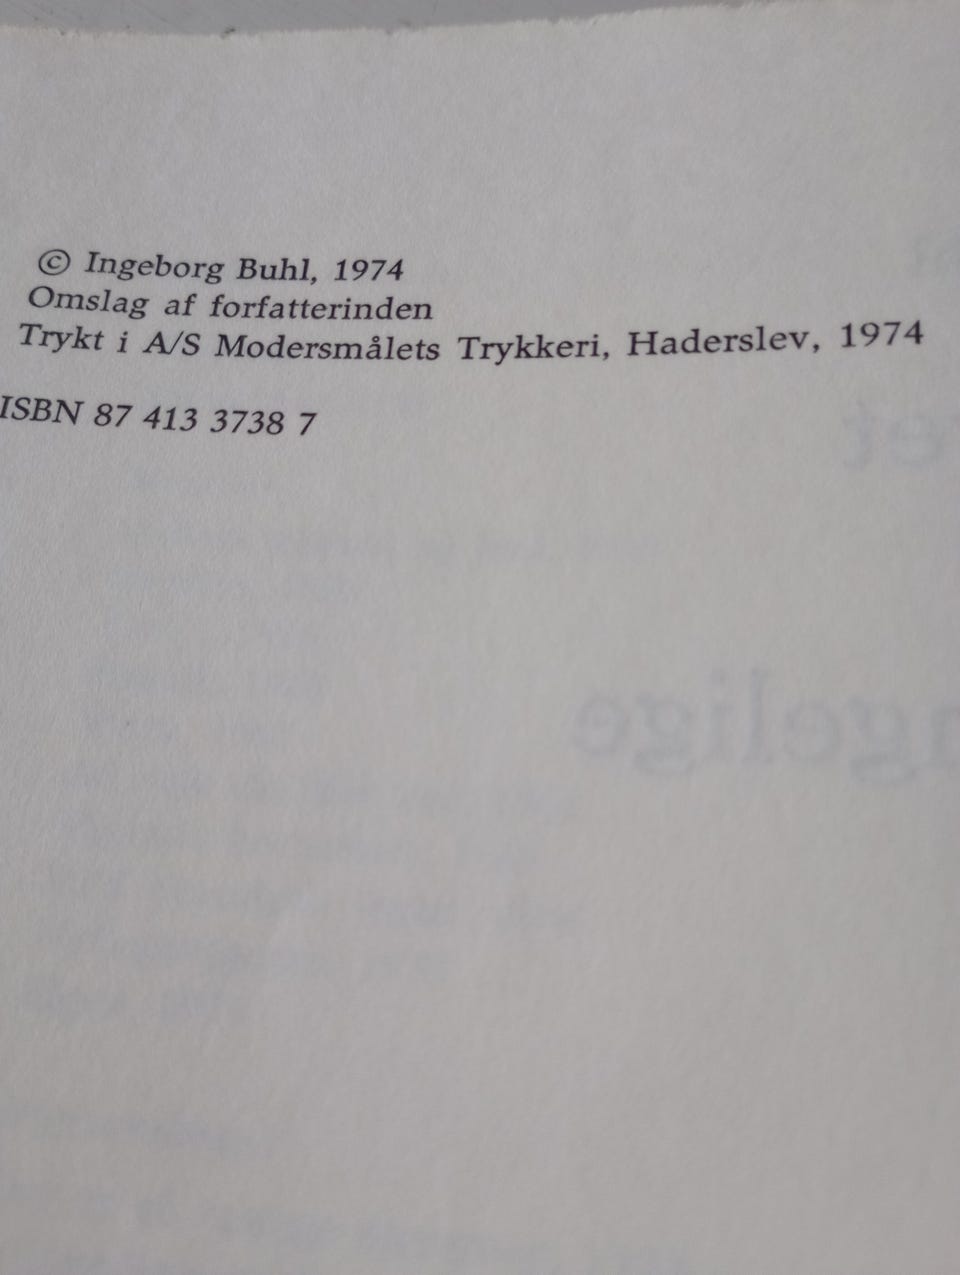 © Ingeborg Buhl, 1974
Omslag af forfatterinden
Trykt i A/S Modersmålets Trykkeri, Haderslev, 1974
ISBN 87 413 3738 7